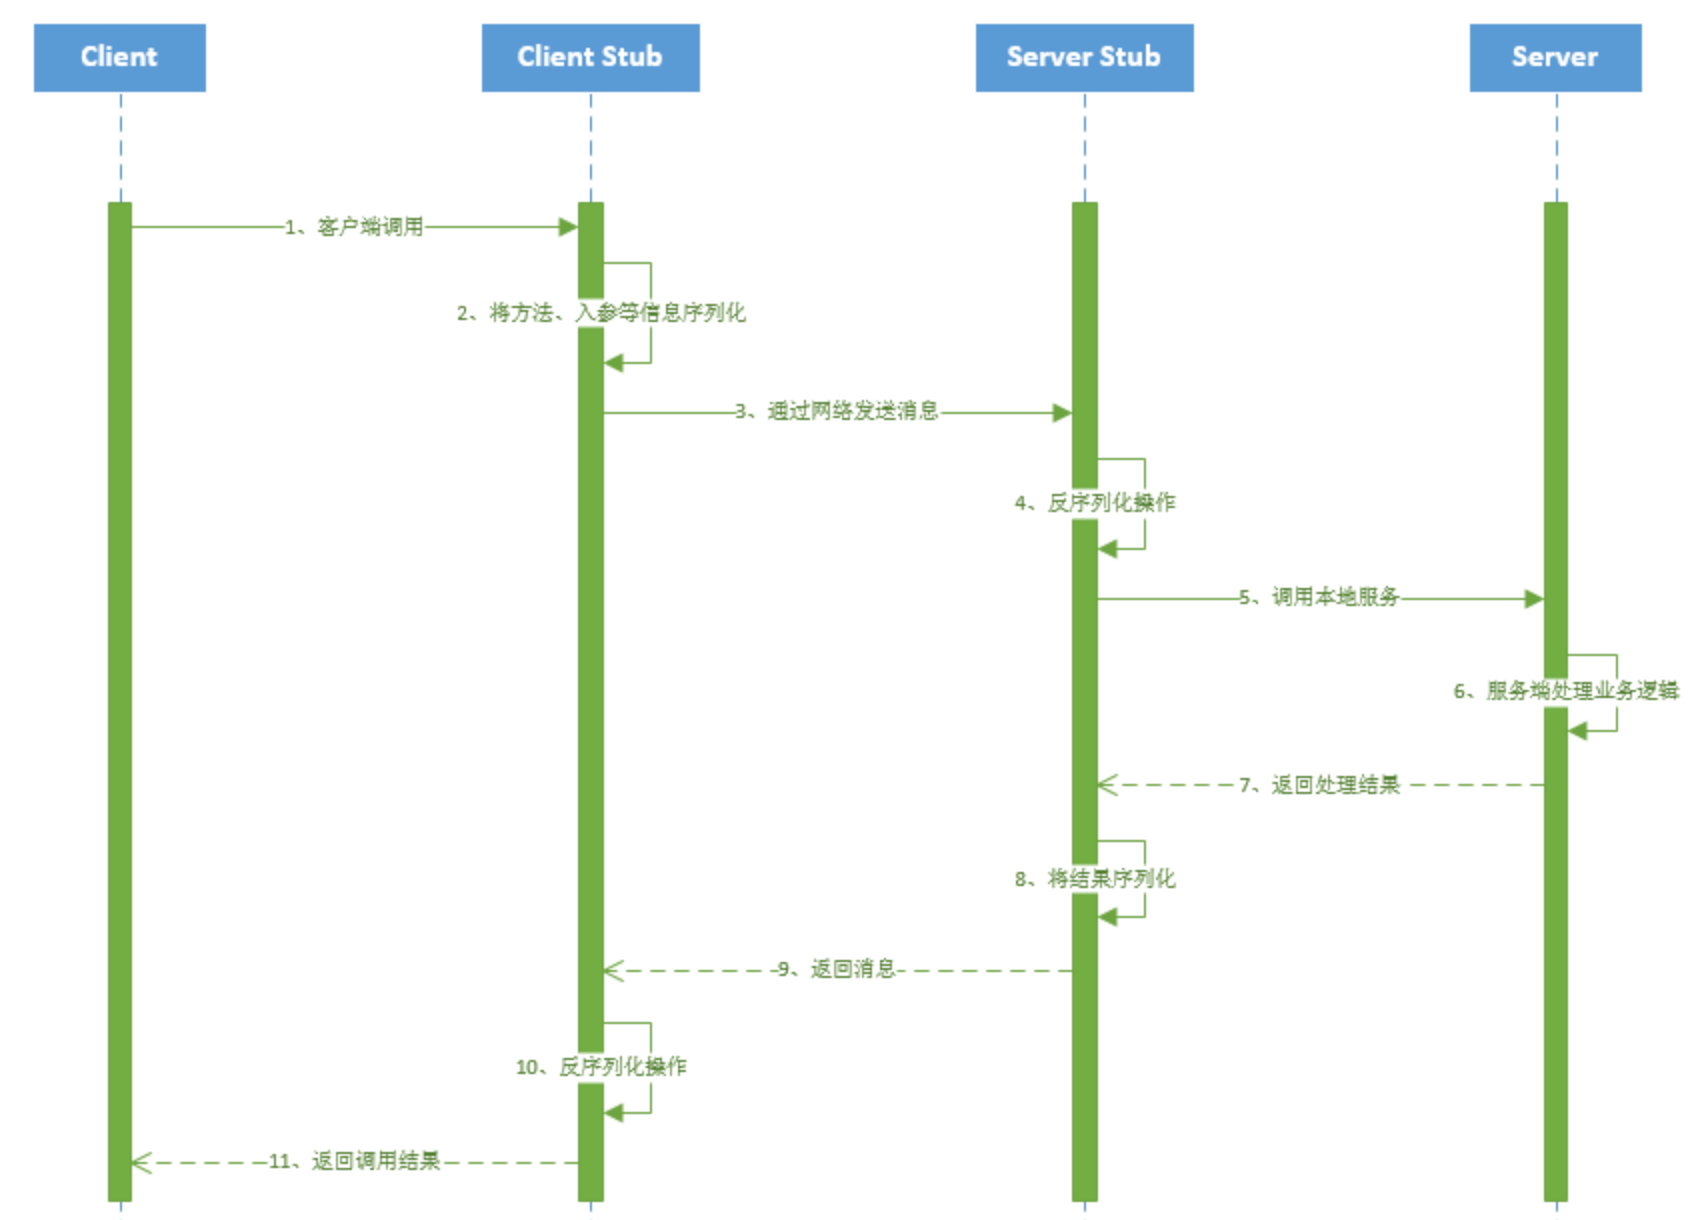 Client
Client Stub
Server Stub
Server
1、客户端调用
2、将方法、入参等信息序列化
3、通过网络发送消息
4、反序列化操作
5、调用本地服务
6、服务端处理业务逻辑
7、返回处理结果
8、将结果序列化
9、返回消息
10、反序列化操作
11、返回调用结果